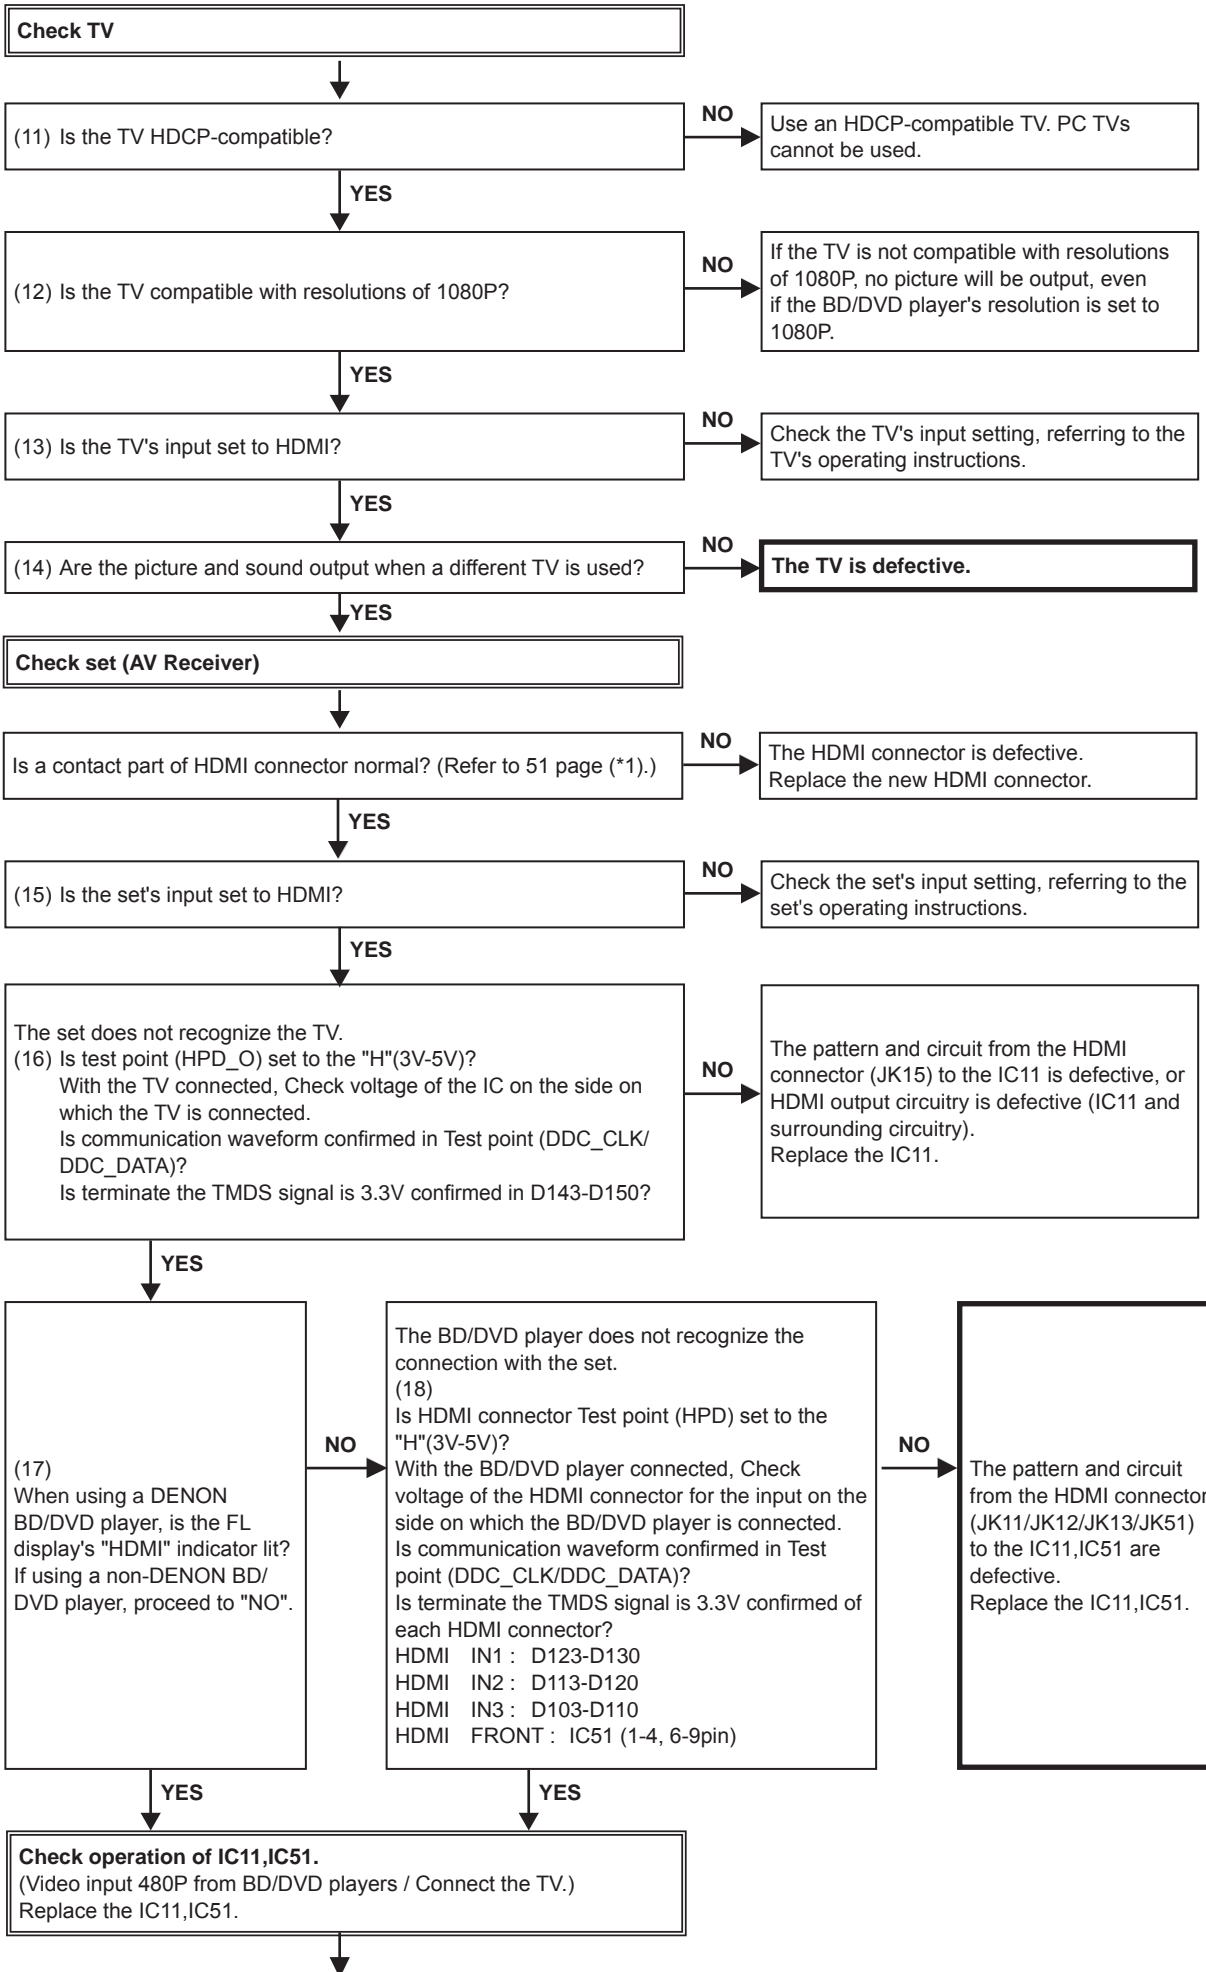 Check TV
(11) Is the TV HDCP-compatible?
NO
Use an HDCP-compatible TV. PC TVs
cannot be used.
YES
(12) Is the TV compatible with resolutions of 1080P?
NO
If the TV is not compatible with resolutions
of 1080P, no picture will be output, even
if the BD/DVD player's resolution is set to
1080P.
YES
(13) Is the TV's input set to HDMI?
NO
Check the TV's input setting, referring to the
TV's operating instructions.
YES
(14) Are the picture and sound output when a different TV is used?
NO
The TV is defective.
YES
Check set (AV Receiver)
Is a contact part of HDMI connector normal? (Refer to 51 page (*1).)
NO
The HDMI connector is defective.
Replace the new HDMI connector.
YES
(15) Is the set's input set to HDMI?
NO
Check the set's input setting, referring to the
set's operating instructions.
YES
The set does not recognize the TV.
(16) Is test point (HPD_O) set to the "H"(3V-5V)?
With the TV connected, Check voltage of the IC on the side on
which the TV is connected.
Is communication waveform confirmed in Test point (DDC_CLK/
DDC_DATA)?
Is terminate the TMDS signal is 3.3V confirmed in D143-D150?
NO
The pattern and circuit from the HDMI
connector (JK15) to the IC11 is defective, or
HDMI output circuitry is defective (IC11 and
surrounding circuitry).
Replace the IC11.
YES
(17)
When using a DENON
BD/DVD player, is the FL
display's "HDMI" indicator lit?
If using a non-DENON BD/
DVD player, proceed to "NO".
NO
The BD/DVD player does not recognize the
connection with the set.
(18)
Is HDMI connector Test point (HPD) set to the
"H"(3V-5V)?
With the BD/DVD player connected, Check
voltage of the HDMI connector for the input on the
side on which the BD/DVD player is connected.
Is communication waveform confirmed in Test
point (DDC_CLK/DDC_DATA)?
Is terminate the TMDS signal is 3.3V confirmed of
each HDMI connector?
HDMI IN1 : D123-D130
HDMI IN2 : D113-D120
HDMI IN3 : D103-D110
HDMI FRONT : IC51 (1-4, 6-9pin)
NO
The pattern and circuit
from the HDMI connector
(JK11/JK12/JK13/JK51)
to the IC11,IC51 are
defective.
Replace the IC11,IC51.
YES
YES
Check operation of IC11,IC51.
(Video input 480P from BD/DVD players / Connect the TV.)
Replace the IC11,IC51.